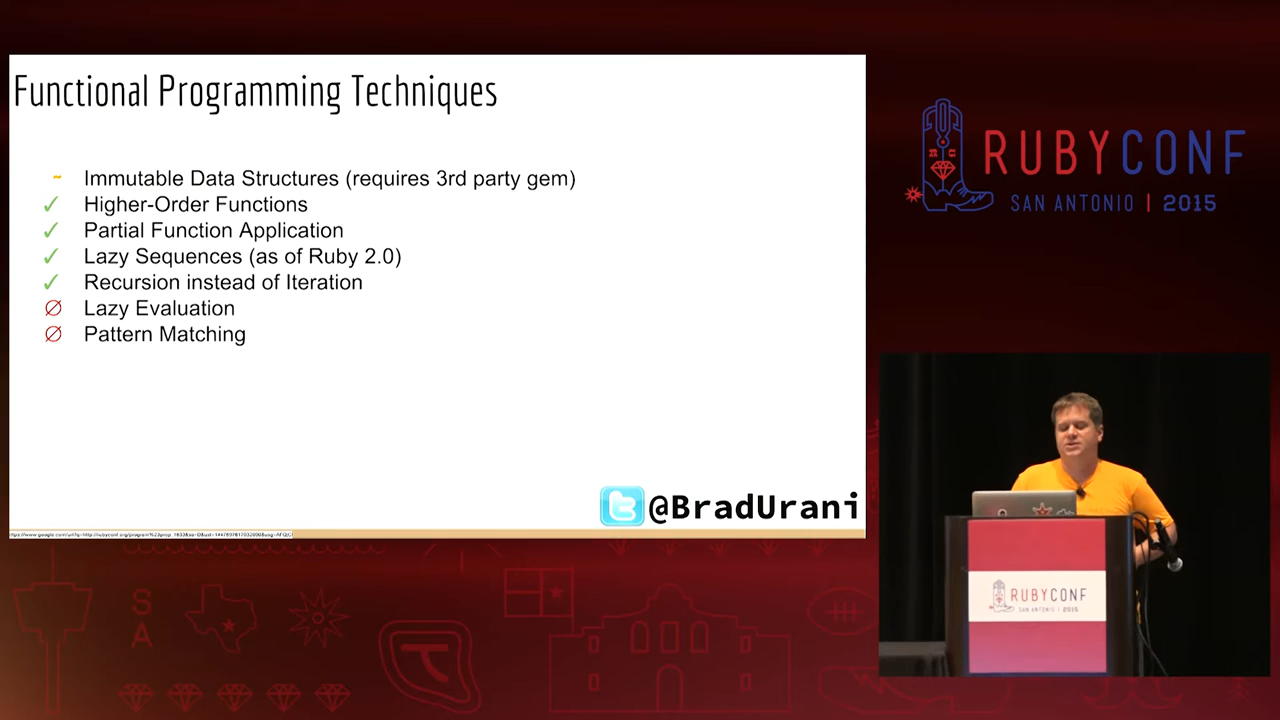 Functional Programming Techniques
~ Immutable Data Structures (requires 3rd party gem)
✓ Higher-Order Functions
✓ Partial Function Application
✓ Lazy Sequences (as of Ruby 2.0)
✓ Recursion instead of Iteration
∅ Lazy Evaluation
∅ Pattern Matching
@BradUrani
RUBYCONF
SAN ANTONIO | 2015
RUBYCONF
SAN ANTONIO | 2015
S
A